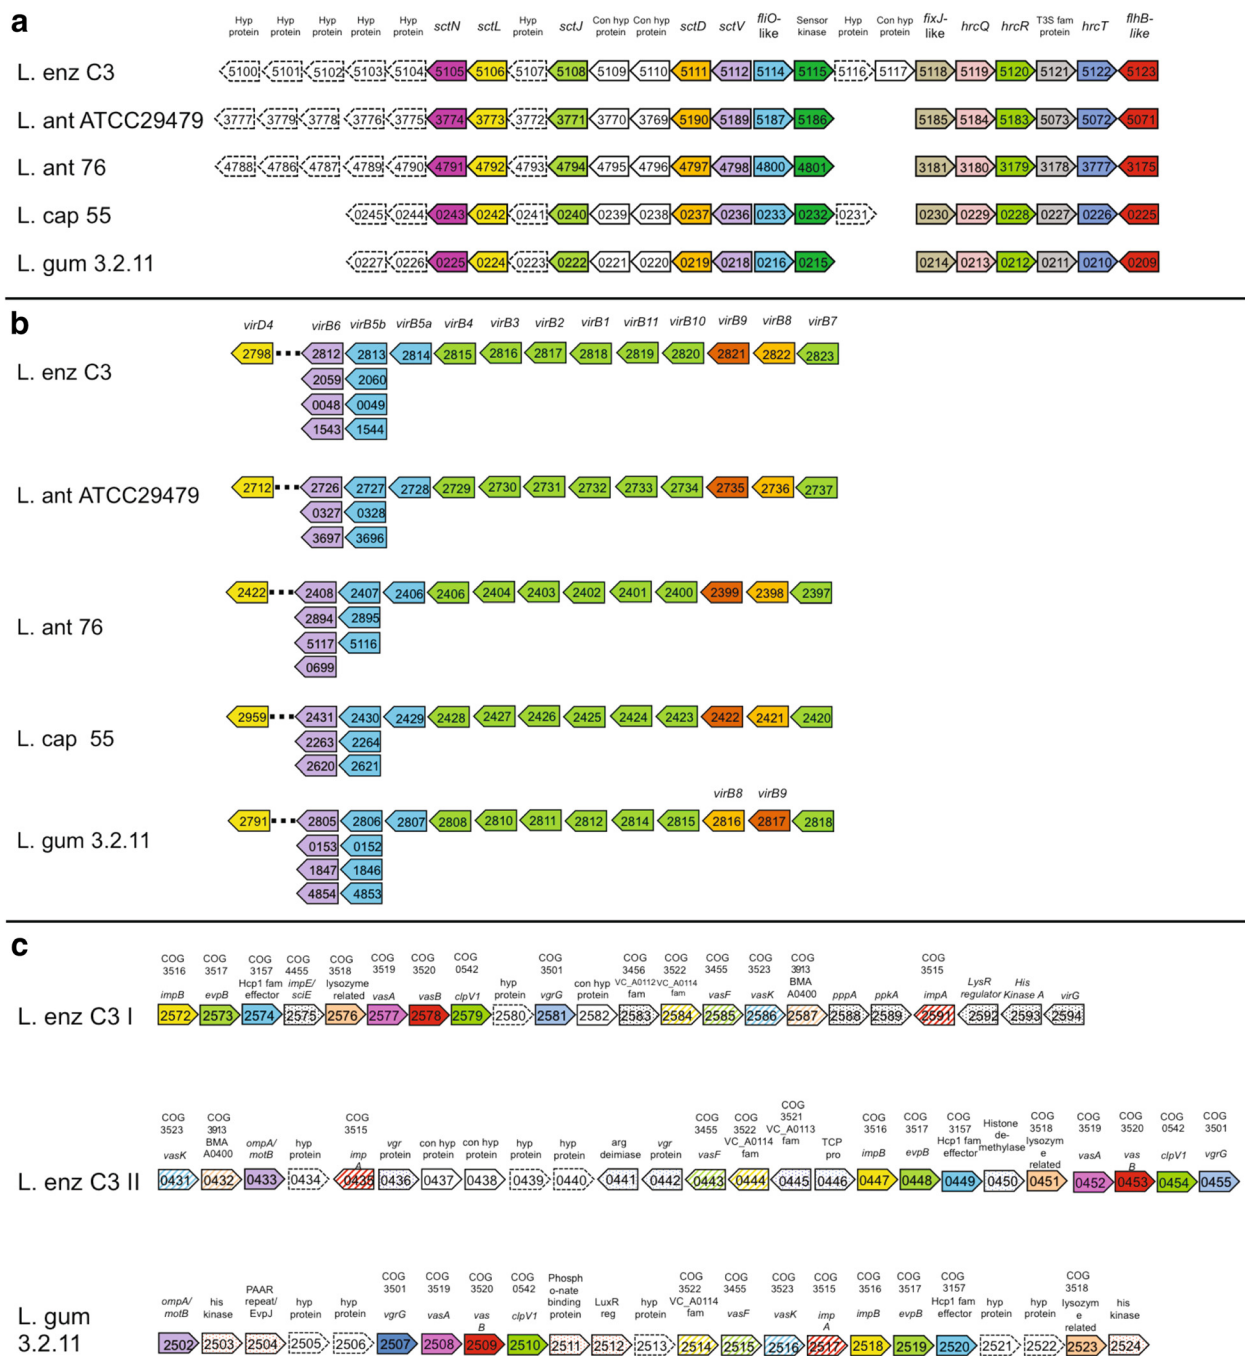 a
Hyp protein Hyp protein Hyp protein Hyp protein Hyp protein sctN sctL Hyp protein sctJ Con hyp protein Con hyp protein sctD sctV fliO-like Sensor kinase Hyp protein Con hyp protein fixJ-like hrcQ hrcR T3S fam protein hrcT flhB-like
L. enz C3 5100 5101 5102 5103 5104 5105 5106 5107 5108 5109 5110 5111 5112 5114 5115 5116 5117 5118 5119 5120 5121 5122 5123
L. ant ATCC29479 3777 3779 3778 3776 3775 3774 3773 3772 3771 3770 3769 5190 5189 5187 5186 5185 5184 5183 5073 5072 5071
L. ant 76 4788 4786 4787 4789 4790 4791 4792 4793 4794 4795 4796 4797 4798 4800 4801 3181 3180 3179 3178 3777 3175
L. cap 55 0245 0244 0243 0242 0241 0240 0239 0238 0237 0236 0233 0232 0231 0230 0229 0228 0227 0226 0225
L. gum 3.2.11 0227 0226 0225 0224 0223 0222 0221 0220 0219 0218 0216 0215 0214 0213 0212 0211 0210 0209
b
virD4 virB6 virB5b virB5a virB4 virB3 virB2 virB1 virB11 virB10 virB9 virB8 virB7
L. enz C3 2798 2812 2813 2814 2815 2816 2817 2818 2819 2820 2821 2822 2823
2059 2060
0048 0049
1543 1544
L. ant ATCC29479 2712 2726 2727 2728 2729 2730 2731 2732 2733 2734 2735 2736 2737
0327 0328
3697 3696
L. ant 76 2422 2408 2407 2406 2406 2404 2403 2402 2401 2400 2399 2398 2397
2894 2895
5117 5116
0699
L. cap 55 2959 2431 2430 2429 2428 2427 2426 2425 2424 2423 2422 2421 2420
2263 2264
2620 2621
virB8 virB9
L. gum 3.2.11 2791 2805 2806 2807 2808 2810 2811 2812 2814 2815 2816 2817 2818
0153 0152
1847 1846
4854 4853
c
COG 3516 COG 3517 COG 3157 COG 4455 COG 3518 COG 3519 COG 3520 COG 0542 COG 3501 COG 3456 COG 3522 COG 3455 COG 3523 COG 3913 COG 3515
impB evpB Hcp1 fam effector impE/sciE lysozyme related vasA vasB clpV1 hyp protein vgrG con hyp protein VC_A0112 fam VC_A0114 fam vasF vasK BMA A0400 pppA ppkA impA LysR regulator His Kinase A virG
L. enz C3 I 2572 2573 2574 2575 2576 2577 2578 2579 2580 2581 2582 2583 2584 2585 2586 2587 2588 2589 2591 2592 2593 2594
COG 3523 COG 3913 COG 3515 COG 3455 COG 3522 COG 3521 COG 3516 COG 3517 COG 3157 COG 3518 COG 3519 COG 3520 COG 0542 COG 3501
vasK BMA A0400 ompA/motB hyp protein imp A vgr protein con hyp protein con hyp protein hyp protein hyp protein arg deimiase vgr protein vasF VC_A0114 fam VC_A0113 fam TCP pro impB evpB Hcp1 fam effector Histone de-methylase lysozyme related vasA vas B clpV1 vgrG
L. enz C3 II 0431 0432 0433 0434 0435 0436 0437 0438 0439 0440 0441 0442 0443 0444 0445 0446 0447 0448 0449 0450 0451 0452 0453 0454 0455
COG 3501 COG 3519 COG 3520 COG 0542 COG 3522 COG 3455 COG 3523 COG 3515 COG 3516 COG 3517 COG 3157 COG 3518
ompA/motB his kinase PAAR repeat/EvpJ hyp protein hyp protein vgrG vasA vas B clpV1 Phospho-nate binding protein LuxR reg hyp protein VC_A0114 fam vasF vasK imp A impB evpB Hcp1 fam effector hyp protein hyp protein lysozyme related his kinase
L. gum 3.2.11 2502 2503 2504 2505 2506 2507 2508 2509 2510 2511 2512 2513 2514 2515 2516 2517 2518 2519 2520 2521 2522 2523 2524